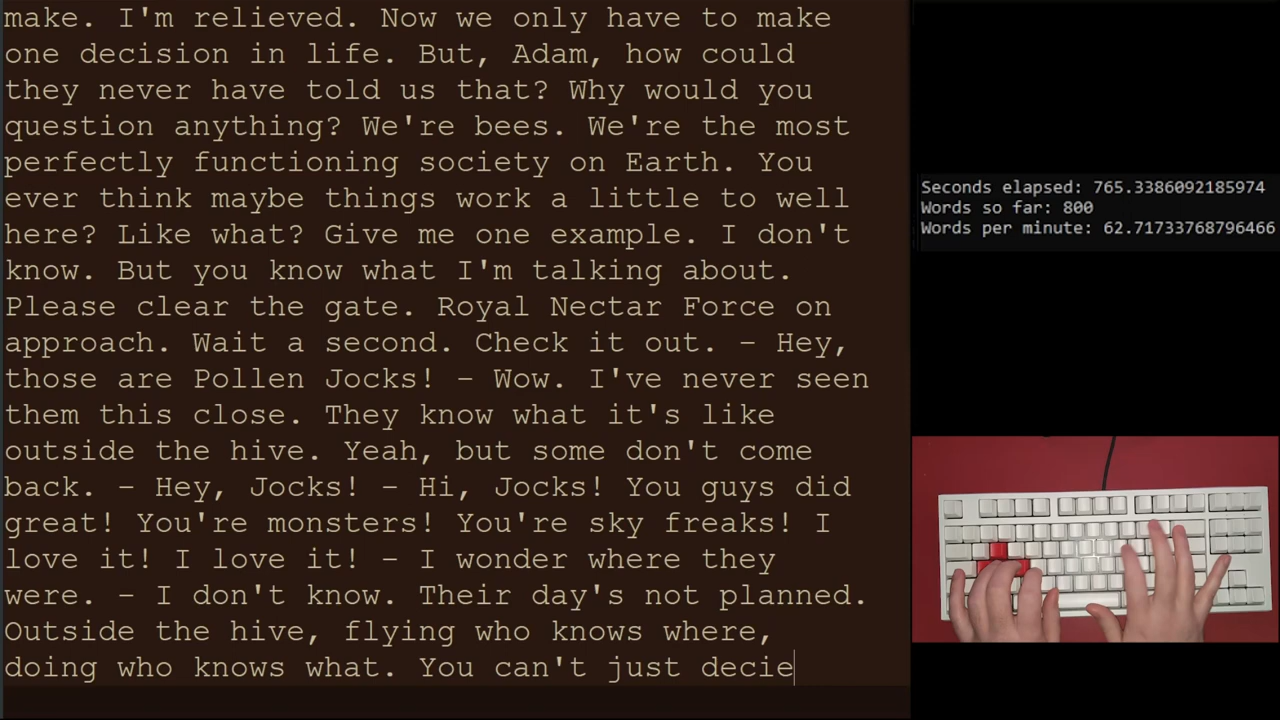 make. I'm relieved. Now we only have to make
one decision in life. But, Adam, how could
they never have told us that? Why would you
question anything? We're bees. We're the most
perfectly functioning society on Earth. You
ever think maybe things work a little to well
here? Like what? Give me one example. I don't
know. But you know what I'm talking about.
Please clear the gate. Royal Nectar Force on
approach. Wait a second. Check it out. - Hey,
those are Pollen Jocks! - Wow. I've never seen
them this close. They know what it's like
outside the hive. Yeah, but some don't come
back. - Hey, Jocks! - Hi, Jocks! You guys did
great! You're monsters! You're sky freaks! I
love it! I love it! - I wonder where they
were. - I don't know. Their day's not planned.
Outside the hive, flying who knows where,
doing who knows what. You can't just decie
Seconds elapsed: 765.3386092185974
Words so far: 800
Words per minute: 62.71733768796466